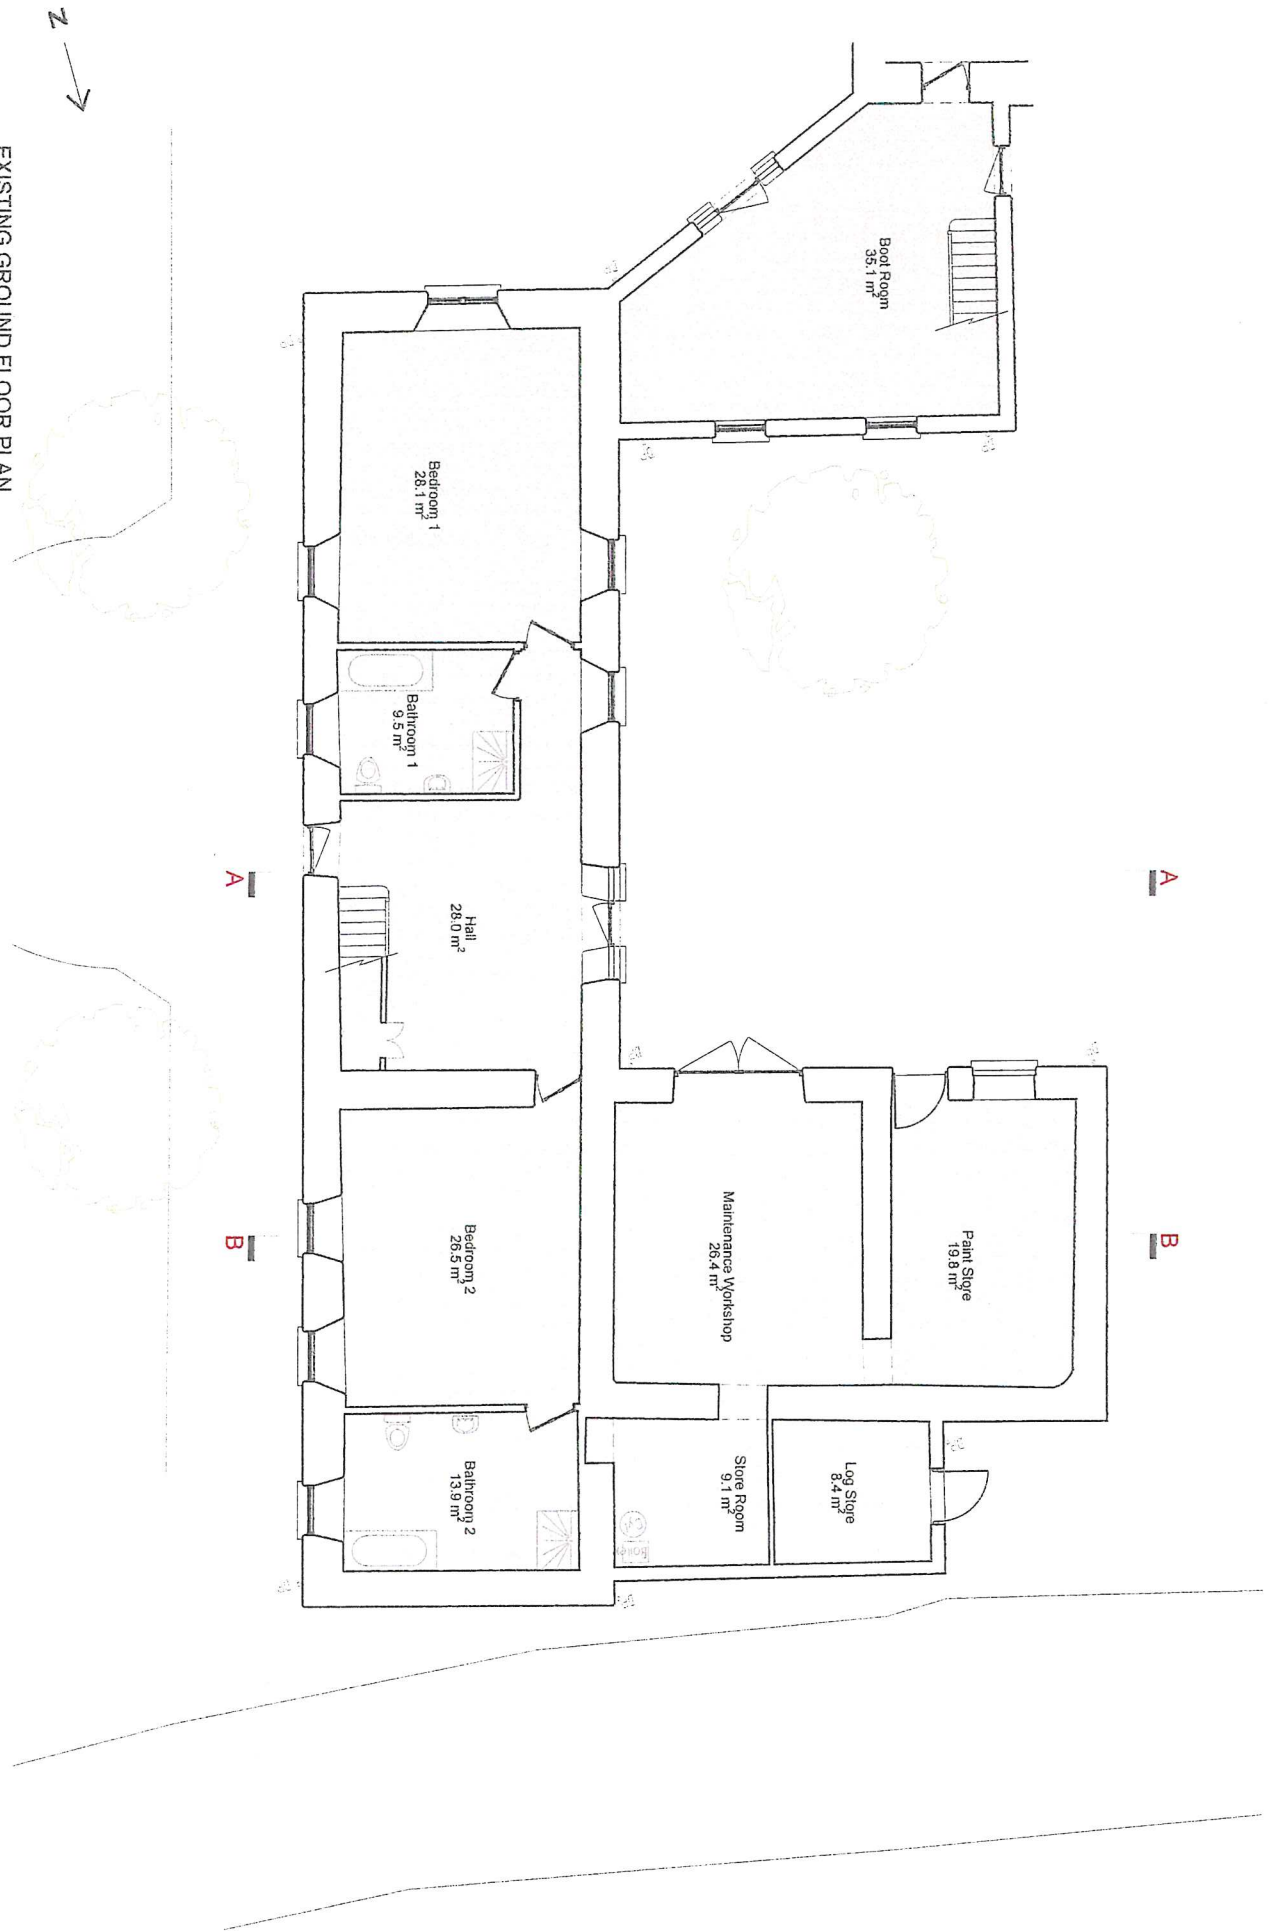 N
EXISTING GROUND FLOOR PLAN
Boot Room
35.1 m²
Bedroom 1
28.1 m²
Bathroom 1
9.5 m²
Hall
28.0 m²
A
A
Bedroom 2
26.5 m²
B
B
Maintenance Workshop
26.4 m²
Paint Store
19.8 m²
Bathroom 2
13.9 m²
Store Room
9.1 m²
Log Store
8.4 m²